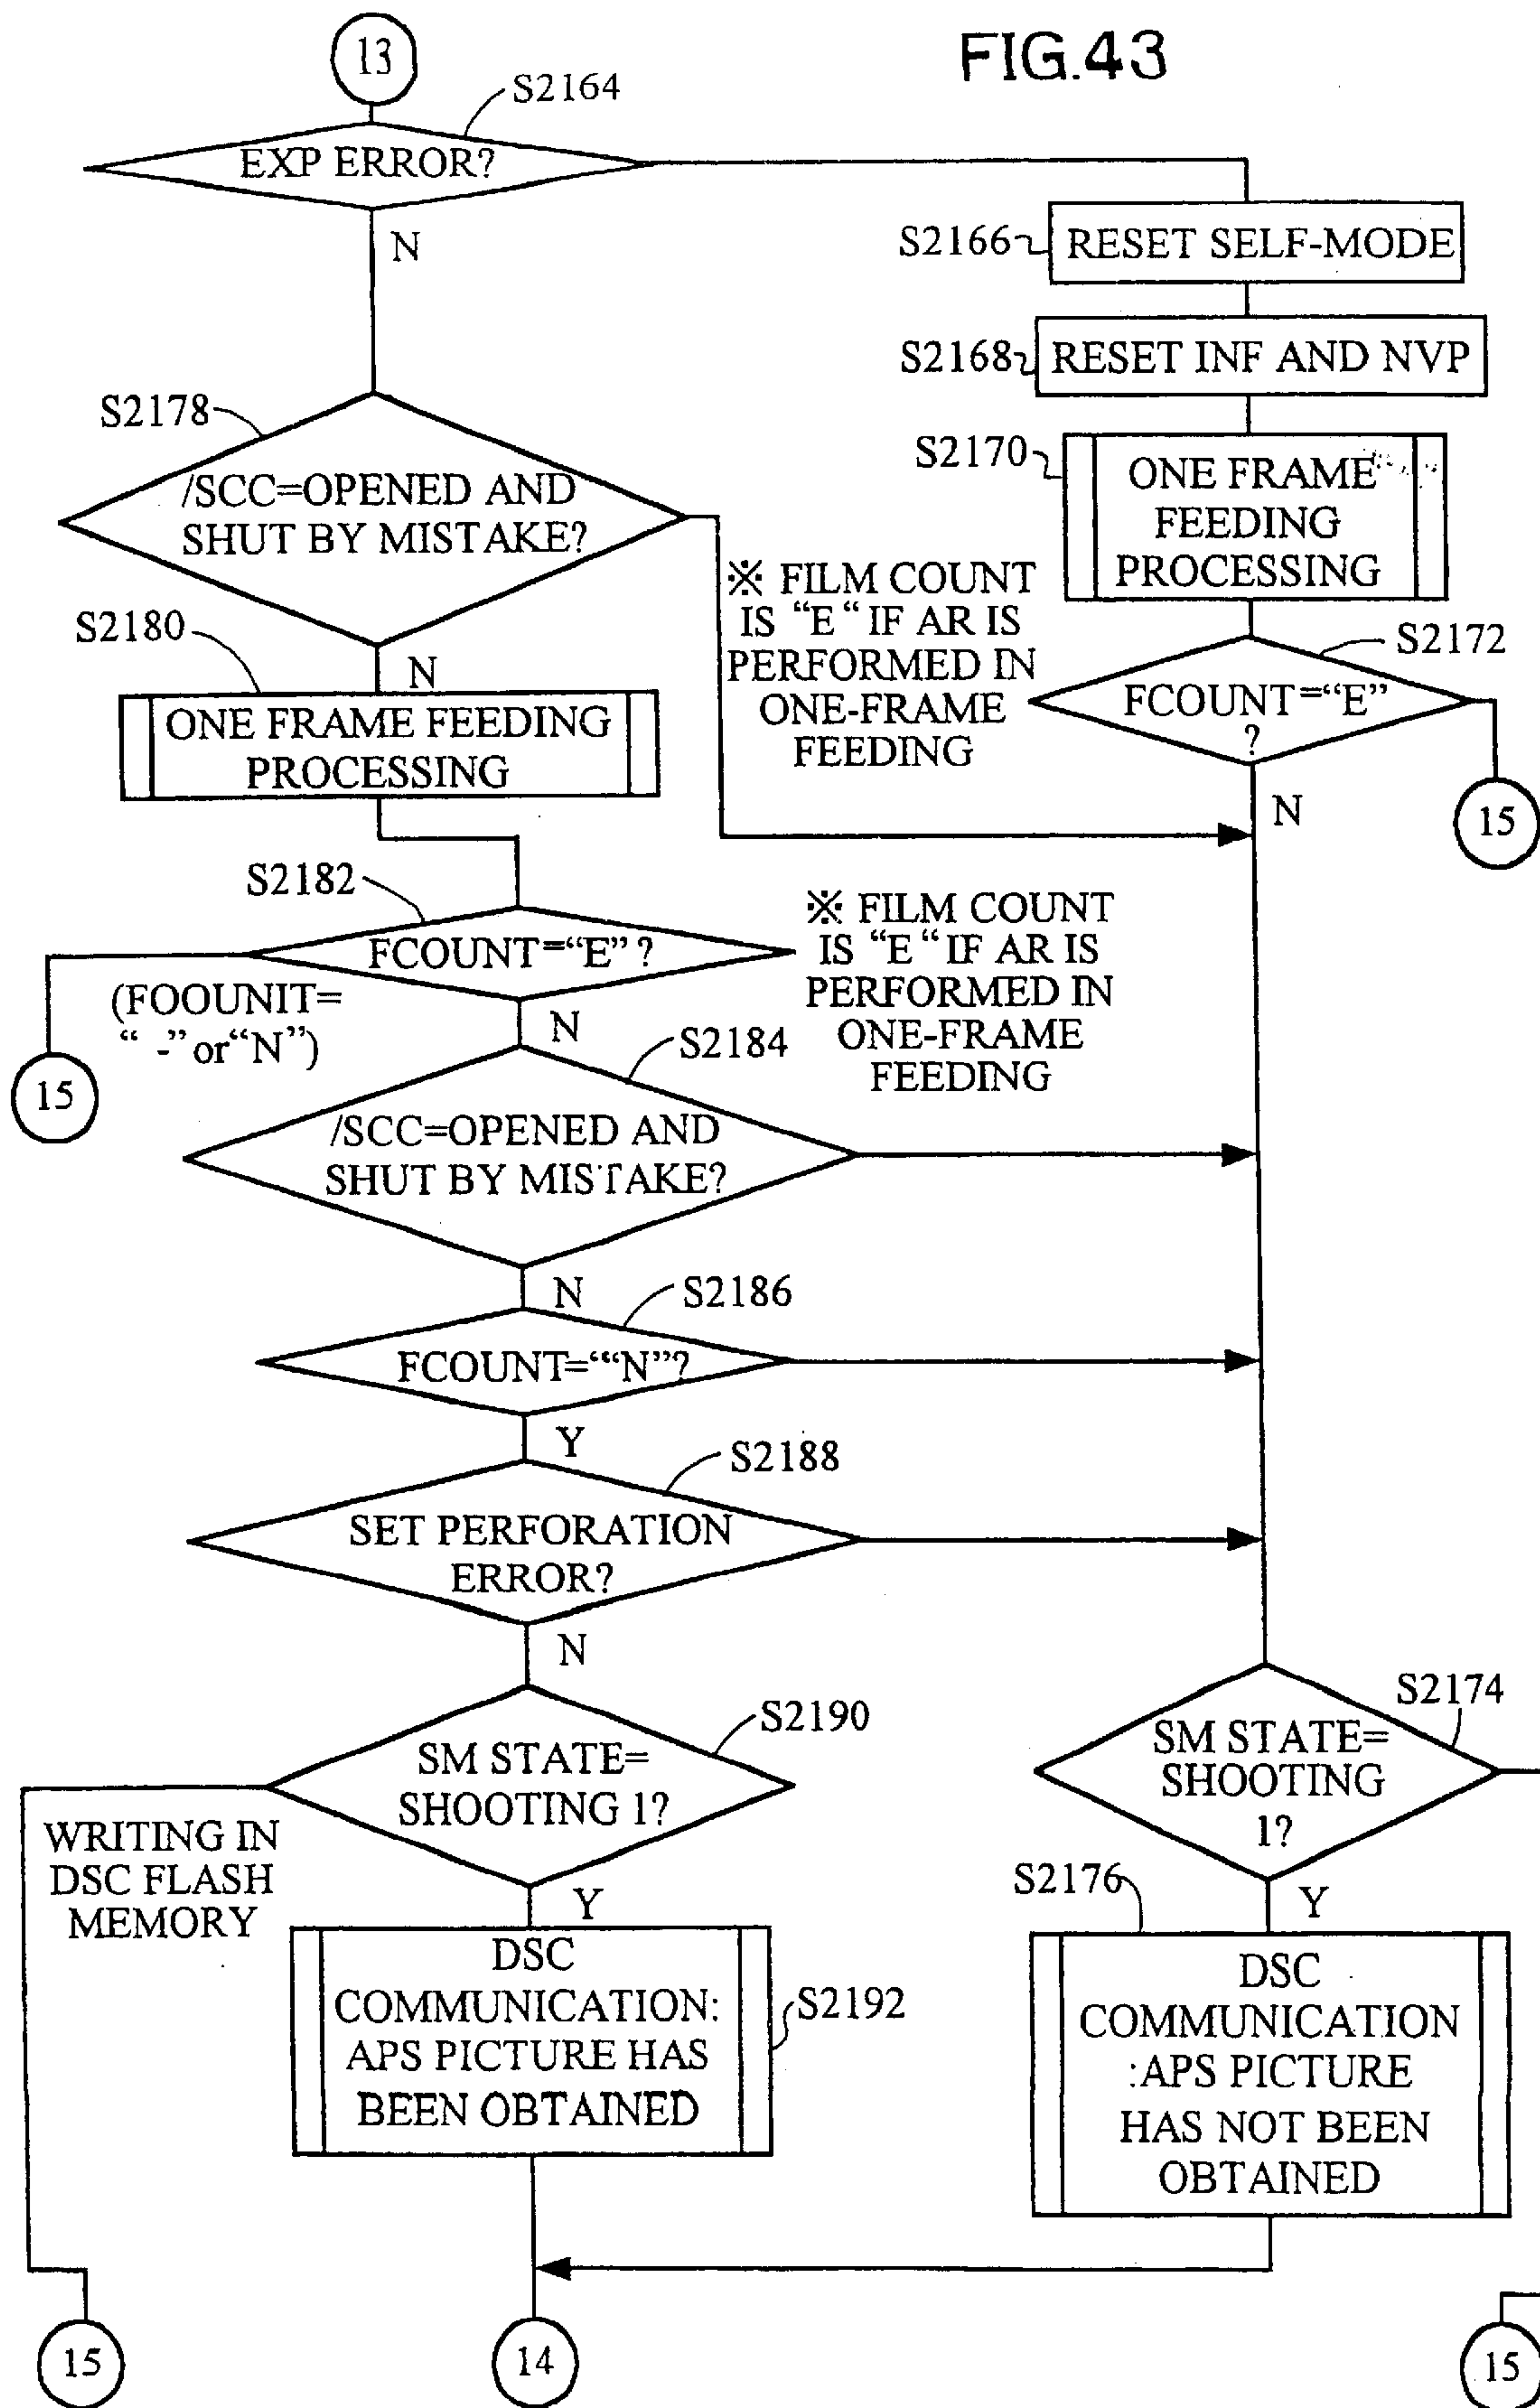 FIG.43
13
S2164
EXP ERROR?
N
S2166
RESET SELF-MODE
S2168
RESET INF AND NVP
S2170
ONE FRAME
FEEDING
PROCESSING
S2172
FCOUNT="E"
?
N
15
S2178
/SCC=OPENED AND
SHUT BY MISTAKE?
N
※ FILM COUNT
IS "E" IF AR IS
PERFORMED IN
ONE-FRAME
FEEDING
S2180
ONE FRAME FEEDING
PROCESSING
S2182
FCOUNT="E" ?
(FOOUNIT=
" -" or "N")
15
N
※ FILM COUNT
IS "E" IF AR IS
PERFORMED IN
ONE-FRAME
FEEDING
S2184
/SCC=OPENED AND
SHUT BY MISTAKE?
N
S2186
FCOUNT=""N"?
Y
S2188
SET PERFORATION
ERROR?
N
S2190
SM STATE=
SHOOTING 1?
WRITING IN
DSC FLASH
MEMORY
Y
DSC
COMMUNICATION:
APS PICTURE HAS
BEEN OBTAINED
S2192
S2174
SM STATE=
SHOOTING
1?
S2176
Y
DSC
COMMUNICATION
:APS PICTURE
HAS NOT BEEN
OBTAINED
15
14
15